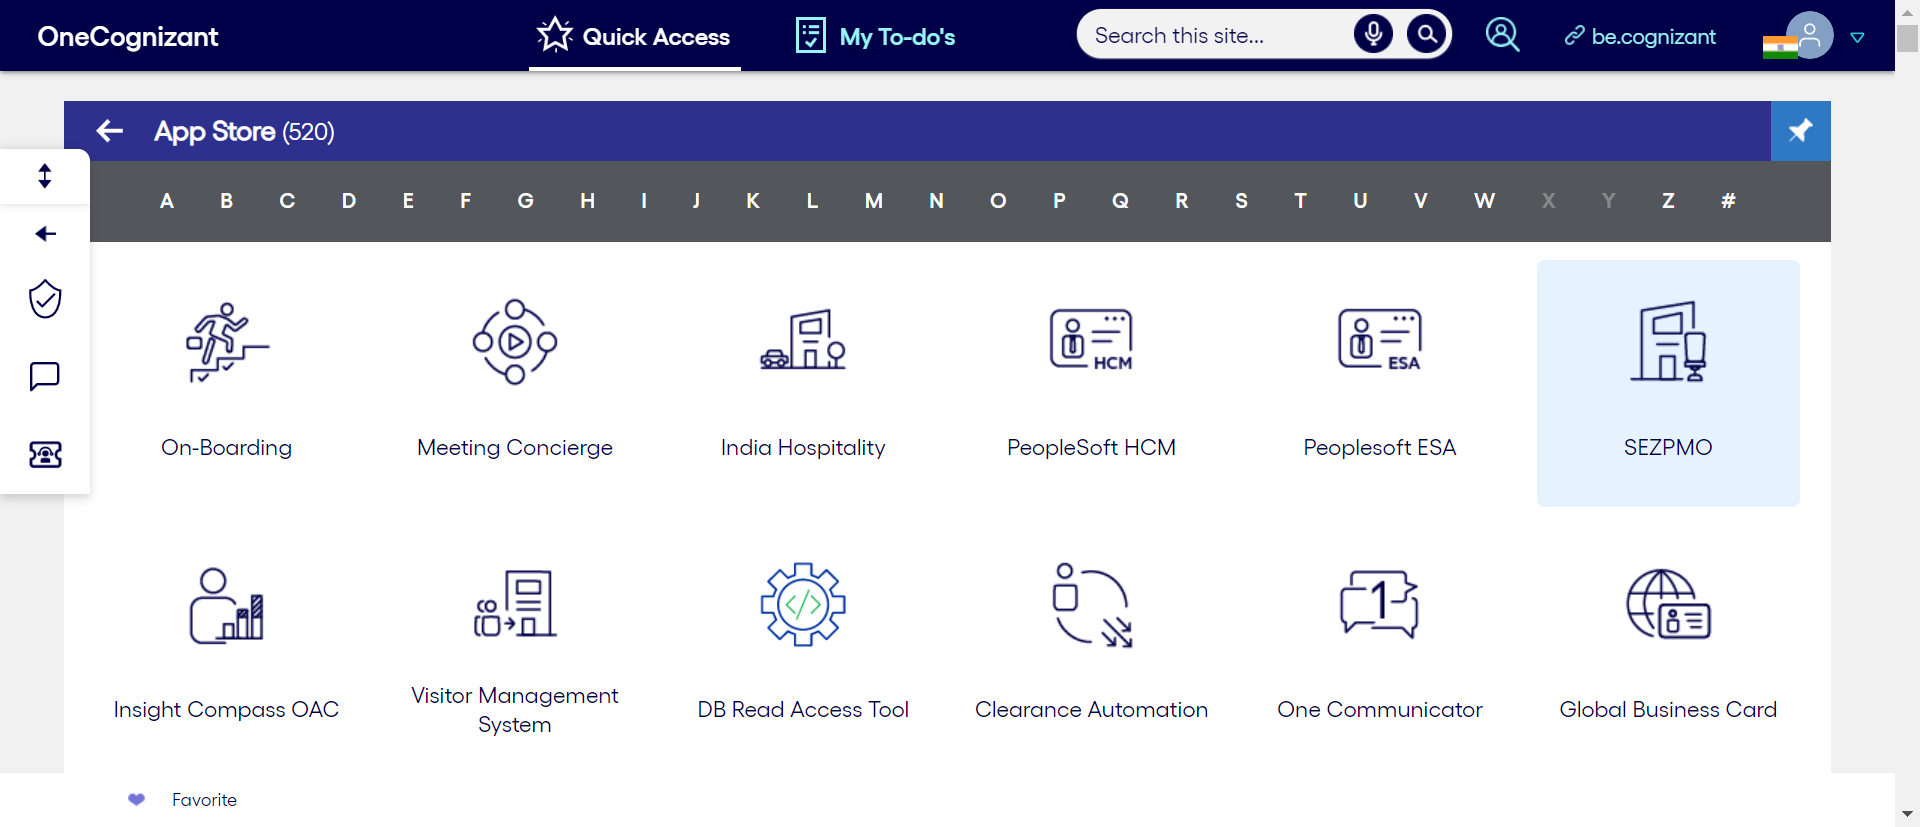 OneCognizant
Quick Access
My To-do's
Search this site...
be.cognizant
App Store (520)
A B C D E F G H I J K L M N O P Q R S T U V W X Y Z #
HCM
ESA
On-Boarding
Meeting Concierge
India Hospitality
PeopleSoft HCM
Peoplesoft ESA
SEZPMO
</>
1
Insight Compass OAC
Visitor Management
System
DB Read Access Tool
Clearance Automation
One Communicator
Global Business Card
Favorite